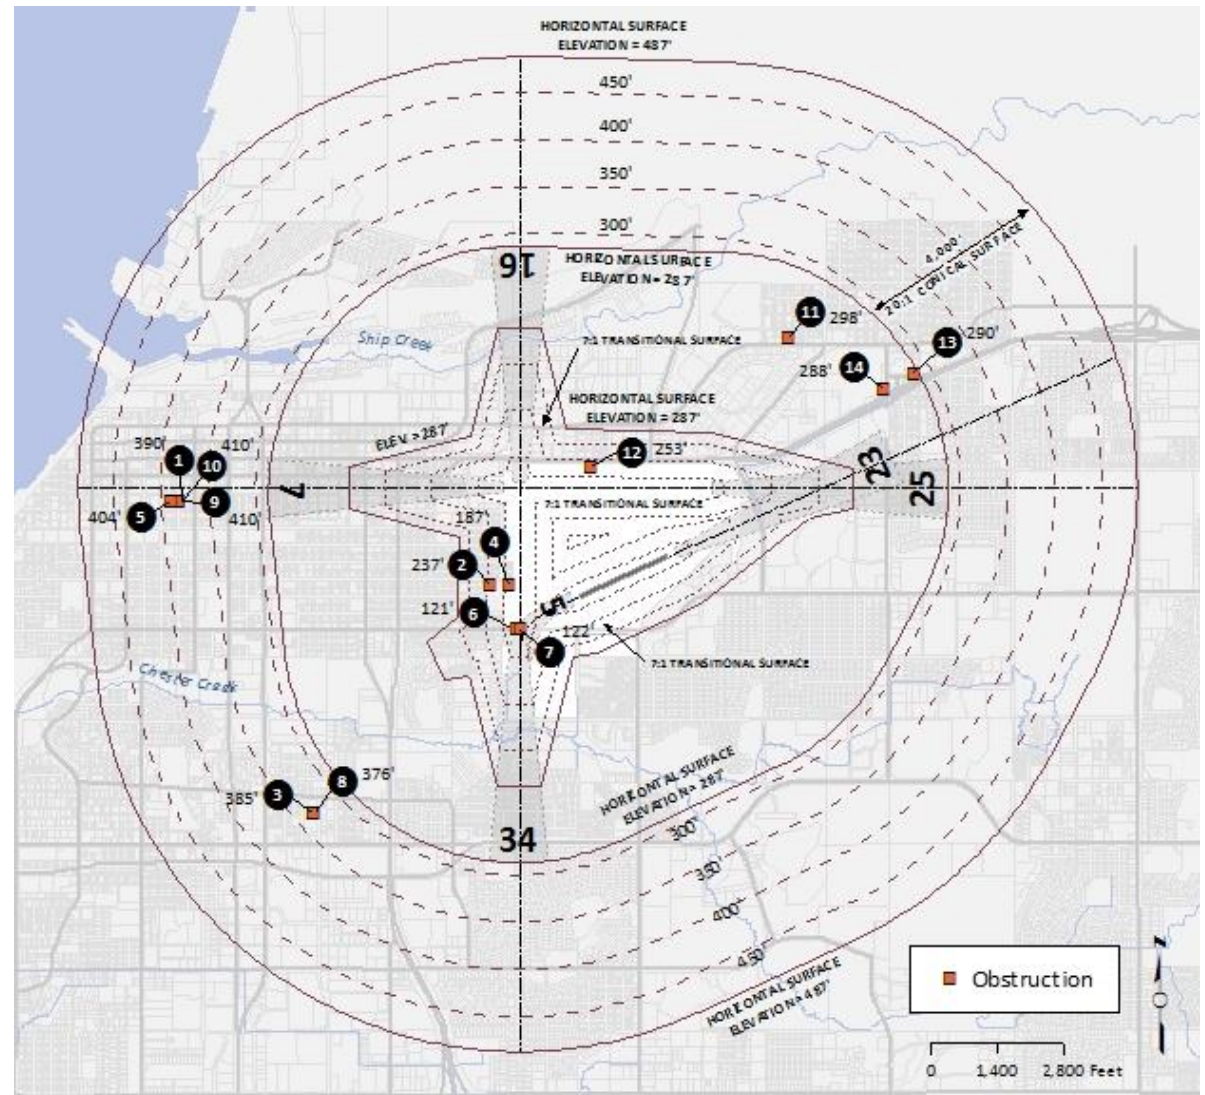 HORIZONTAL SURFACE
ELEVATION = 487'
450'
400'
350'
300'
16
HORIZONTAL SURFACE
ELEVATION = 287'
4,000'
20:1 CONICAL SURFACE
11
298'
13
290'
14
288'
Ship Creek
7:1 TRANSITIONAL SURFACE
HORIZONTAL SURFACE
ELEVATION = 287'
ELEV. = 287'
12
253'
390'
410'
1
10
5
9
404'
410'
7
23
25
7:1 TRANSITIONAL SURFACE
187'
4
237'
2
121'
6
5
122'
7
7:1 TRANSITIONAL SURFACE
Chester Creek
385'
3
8
376'
34
HORIZONTAL SURFACE
ELEVATION = 287'
300'
350'
400'
450'
HORIZONTAL SURFACE
ELEVATION = 487'
Obstruction
0 1,400 2,800 Feet